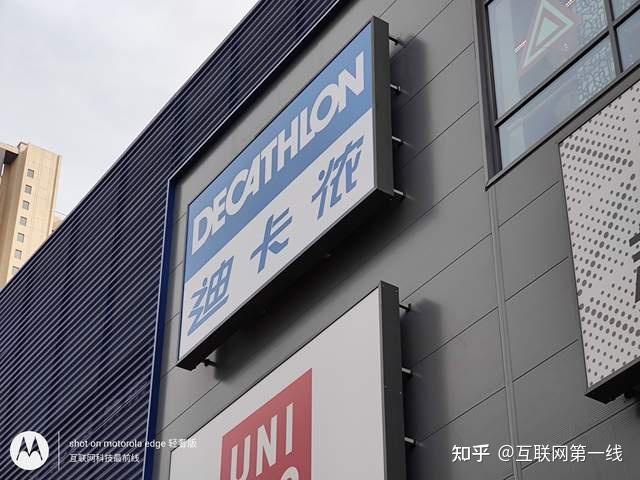 DECATHLON
迪卡侬
UNI
shot on motorola edge 轻奢版
互联网科技最前线
知乎 @互联网第一线